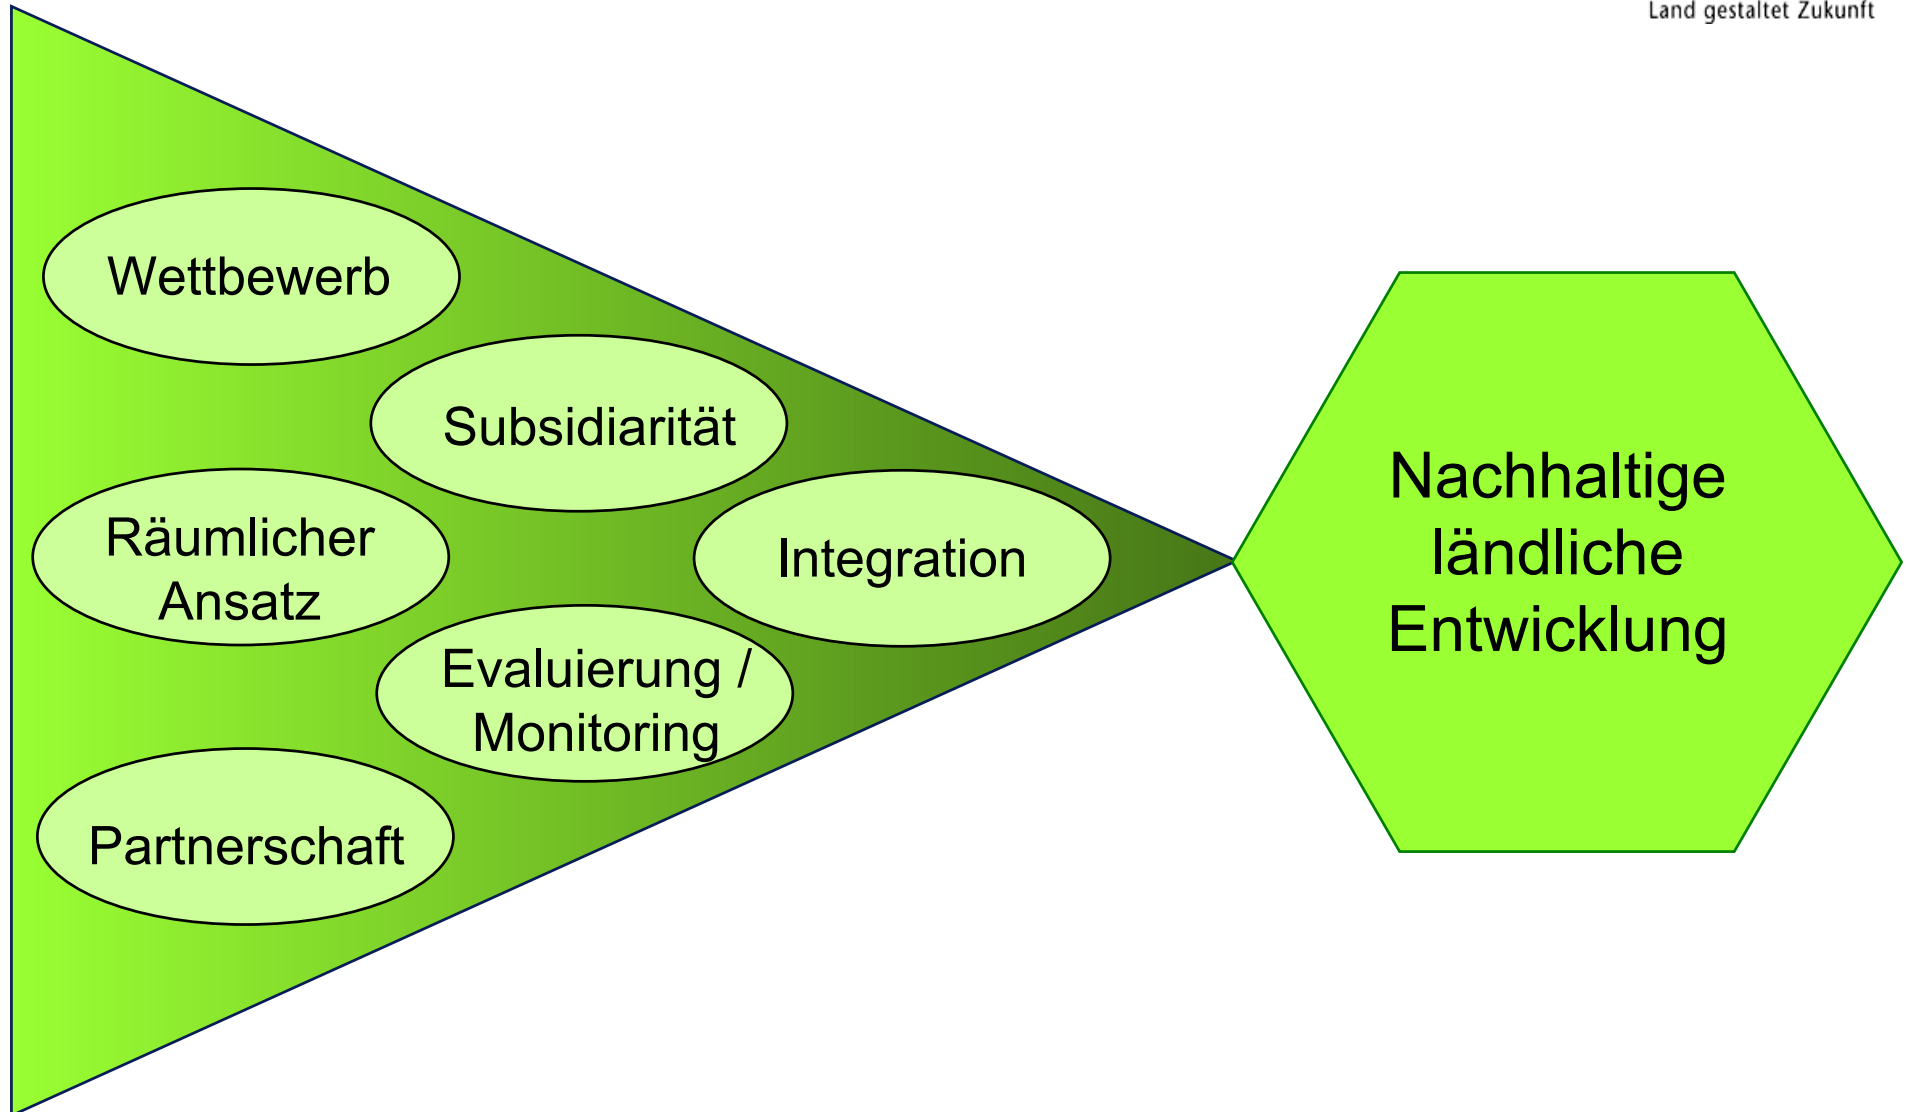 Land gestaltet Zukunft
Wettbewerb
Subsidiarität
Räumlicher
Ansatz
Integration
Evaluierung /
Monitoring
Partnerschaft
Nachhaltige
ländliche
Entwicklung